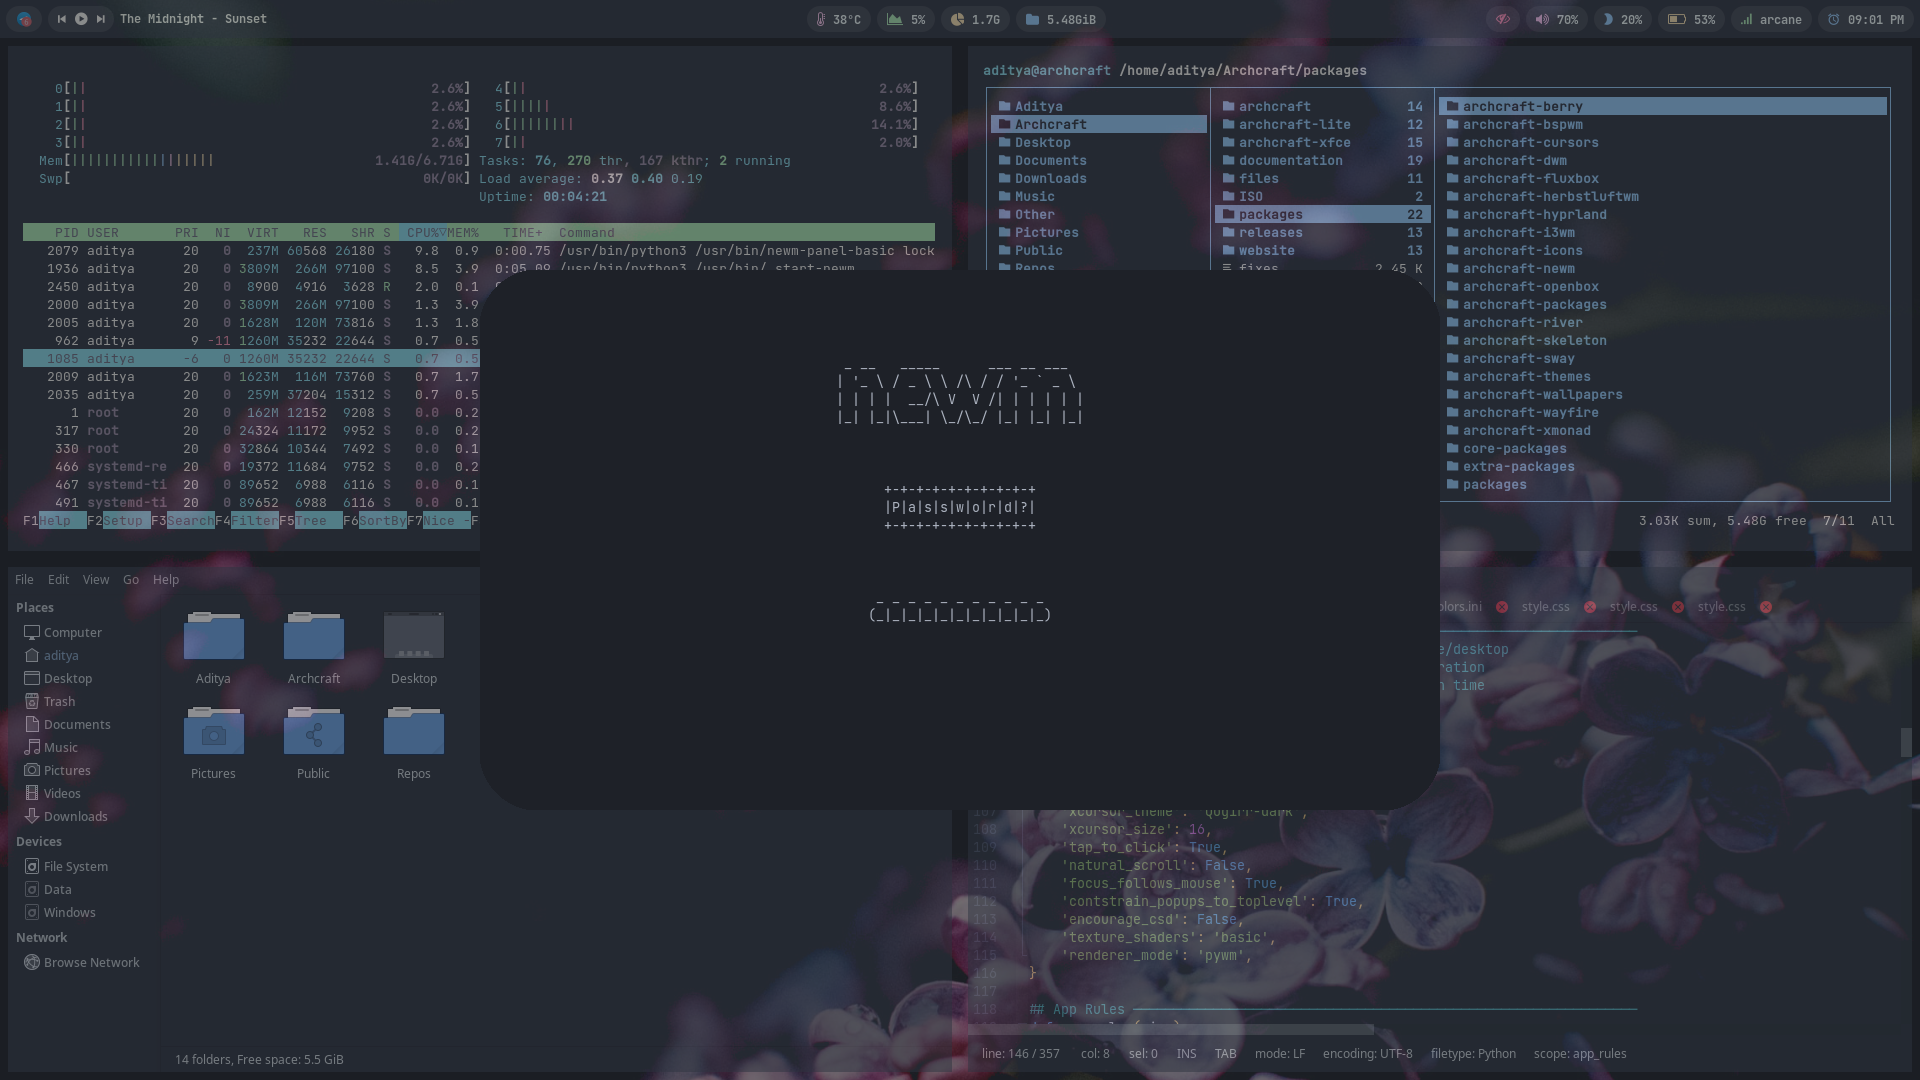 The Midnight - Sunset
38°C 5% 1.7G 5.48GiB
70% 20% 53% arcane 09:01 PM
0[|| 2.6%] 4[|| 2.6%]
1[|| 2.6%] 5[||||| 8.6%]
2[|| 2.6%] 6[|||||||| 14.1%]
3[|| 2.6%] 7[|| 2.0%]
Mem[|||||||||||||||||| 1.41G/6.71G] Tasks: 76, 270 thr, 167 kthr; 2 running
Swp[ 0K/0K] Load average: 0.37 0.40 0.19
Uptime: 00:04:21
PID USER PRI NI VIRT RES SHR S CPU%▽MEM% TIME+ Command
2079 aditya 20 0 237M 60568 26180 S 9.8 0.9 0:00.75 /usr/bin/python3 /usr/bin/newm-panel-basic lock
1936 aditya 20 0 3809M 266M 97100 S 8.5 3.9 0:05.09 /usr/bin/python3 /usr/bin/.start-newm
2450 aditya 20 0 8900 4916 3628 R 2.0 0.1
2000 aditya 20 0 3809M 266M 97100 S 1.3 3.9
2005 aditya 20 0 1628M 120M 73816 S 1.3 1.8
962 aditya 9 -11 1260M 35232 22644 S 0.7 0.5
1085 aditya -6 0 1260M 35232 22644 S 0.7 0.5
2009 aditya 20 0 1623M 116M 73760 S 0.7 1.7
2035 aditya 20 0 259M 37204 15312 S 0.7 0.5
1 root 20 0 162M 12152 9208 S 0.0 0.2
317 root 20 0 24324 11172 9952 S 0.0 0.2
330 root 20 0 32864 10344 7492 S 0.0 0.2
466 systemd-re 20 0 19372 11684 9752 S 0.0 0.2
467 systemd-ti 20 0 89652 6988 6116 S 0.0 0.1
491 systemd-ti 20 0 89652 6988 6116 S 0.0 0.1
F1Help F2Setup F3SearchF4FilterF5Tree F6SortByF7Nice -F
aditya@archcraft /home/aditya/Archcraft/packages
Aditya
Archcraft
Desktop
Documents
Downloads
Music
Other
Pictures
Public
Repos
archcraft 14
archcraft-lite 12
archcraft-xfce 15
documentation 19
files 11
ISO 2
packages 22
releases 13
website 13
fixes 2.45 K
archcraft-berry
archcraft-bspwm
archcraft-cursors
archcraft-dwm
archcraft-fluxbox
archcraft-herbstluftwm
archcraft-hyprland
archcraft-i3wm
archcraft-icons
archcraft-newm
archcraft-openbox
archcraft-packages
archcraft-river
archcraft-skeleton
archcraft-sway
archcraft-themes
archcraft-wallpapers
archcraft-wayfire
archcraft-xmonad
core-packages
extra-packages
packages
3.03K sum, 5.48G free 7/11 All
newm
+-+-+-+-+-+-+-+-+-+
|P|a|s|s|w|o|r|d|?|
+-+-+-+-+-+-+-+-+-+
_ _ _ _ _ _ _ _ _ _ _
(_|_|_|_|_|_|_|_|_|_|_)
File Edit View Go Help
Places
Computer
aditya
Desktop
Trash
Documents
Music
Pictures
Videos
Downloads
Devices
File System
Data
Windows
Network
Browse Network
Aditya Archcraft Desktop
Pictures Public Repos
14 folders, Free space: 5.5 GiB
olors.ini style.css style.css style.css
e/desktop
ration
time
107 'xcursor_theme': 'Qogirr-dark',
108 'xcursor_size': 16,
109 'tap_to_click': True,
110 'natural_scroll': False,
111 'focus_follows_mouse': True,
112 'contstrain_popups_to_toplevel': True,
113 'encourage_csd': False,
114 'texture_shaders': 'basic',
115 'renderer_mode': 'pywm',
116 }
117
118 ## App Rules
line: 146 / 357 col: 8 sel: 0 INS TAB mode: LF encoding: UTF-8 filetype: Python scope: app_rules